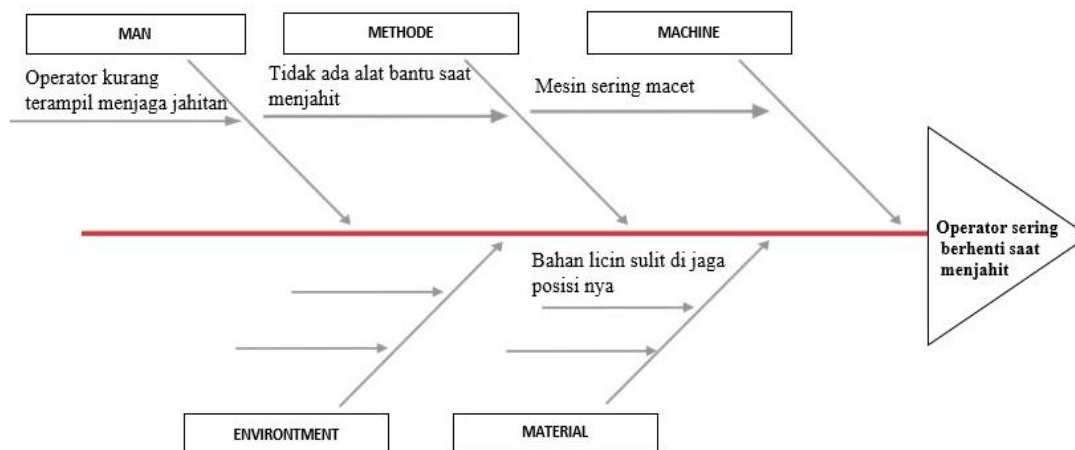 MAN
METHODE
MACHINE
Operator kurang
terampil menjaga jahitan
Tidak ada alat bantu saat
menjahit
Mesin sering macet
Operator sering
berhenti saat
menjahit
Bahan licin sulit di jaga
posisi nya
ENVIRONTMENT
MATERIAL